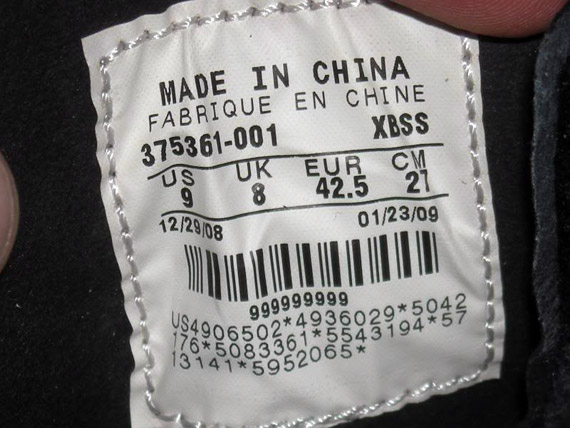 MADE IN CHINA
FABRIQUE EN CHINE
375361-001 XBSS
US UK EUR CM
9 8 42.5 27
12/29/08 01/23/09
999999999
US4906502*4936029*5042
176*5083361*5543194*57
13141*5952065*